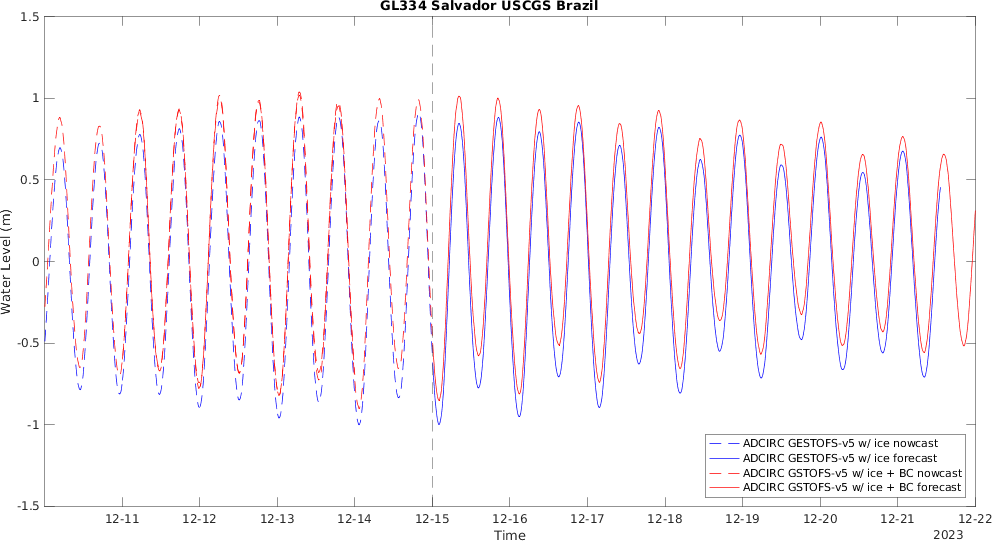 GL334 Salvador USCGS Brazil
1.5
1
0.5
0
-0.5
-1
-1.5
Water Level (m)
12-11 12-12 12-13 12-14 12-15 12-16 12-17 12-18 12-19 12-20 12-21 12-22
Time
2023
ADCIRC GESTOFS-v5 w/ ice nowcast
ADCIRC GESTOFS-v5 w/ ice forecast
ADCIRC GSTOFS-v5 w/ ice + BC nowcast
ADCIRC GSTOFS-v5 w/ ice + BC forecast